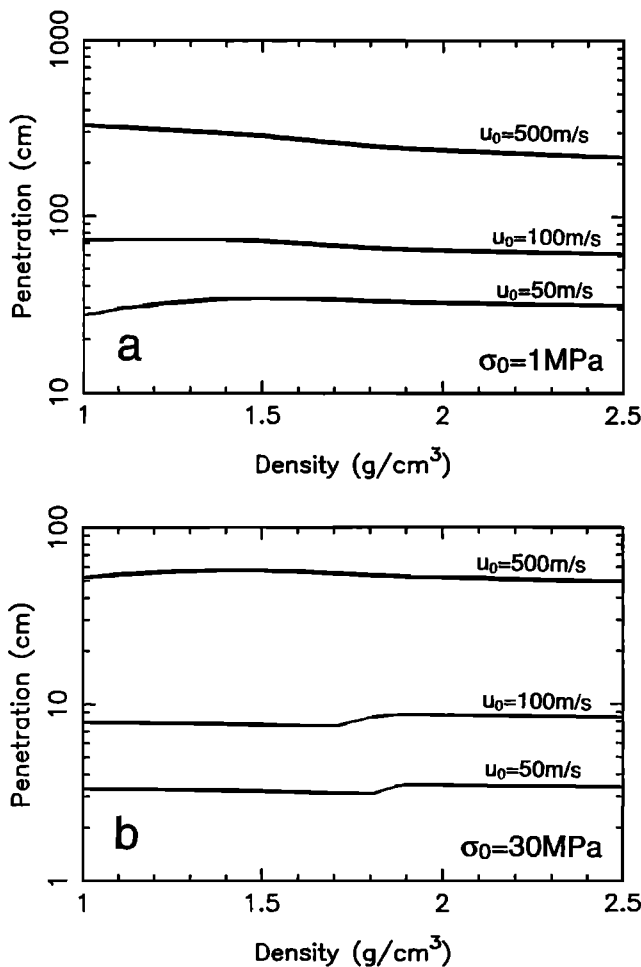 1000
u₀=500m/s
Penetration (cm)
100
u₀=100m/s
u₀=50m/s
a
σ₀=1MPa
10
1 1.5 2 2.5
Density (g/cm³)
100
u₀=500m/s
Penetration (cm)
10
u₀=100m/s
u₀=50m/s
b
σ₀=30MPa
1
1 1.5 2 2.5
Density (g/cm³)